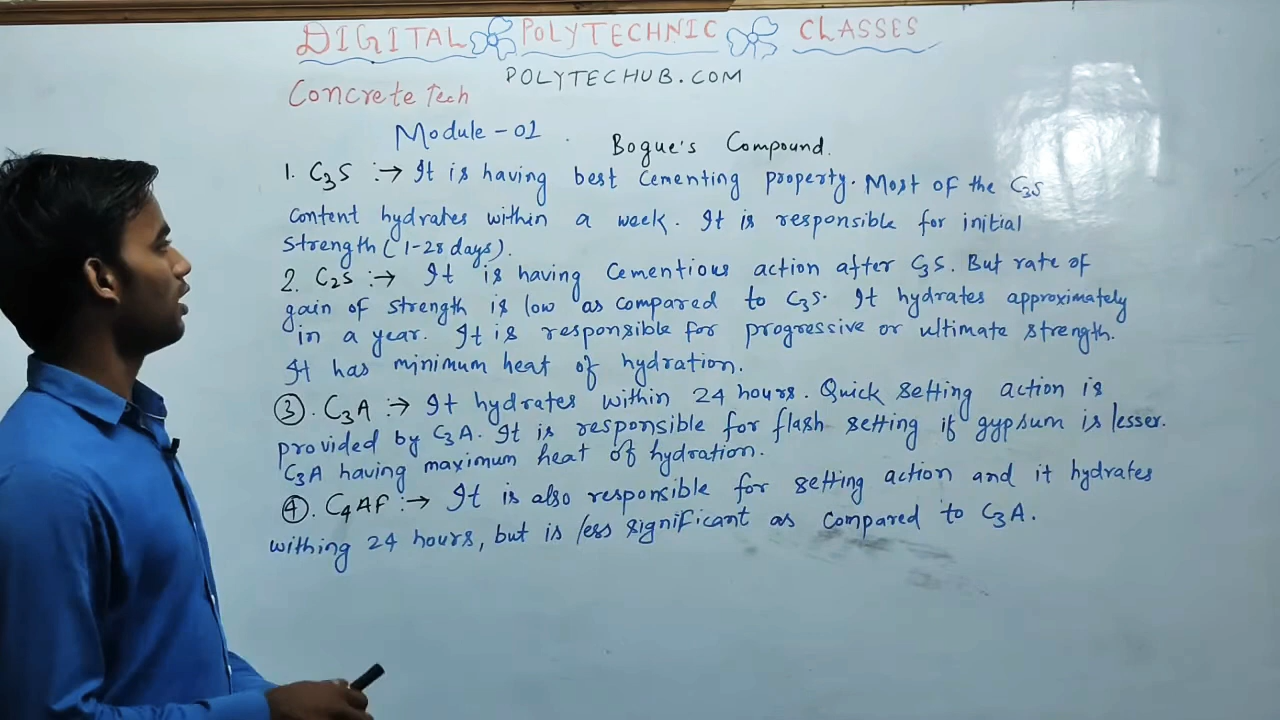 DIGITAL POLYTECHNIC CLASSES
POLYTECHUB.COM
Concrete Tech
Module - 01
Bogue's Compound.
1. C3S :→ It is having best cementing property. Most of the C3S
content hydrates within a week. It is responsible for initial
strength (1-28 days).
2. C2S :→ It is having cementious action after C3S. But rate of
gain of strength is low as compared to C3S. It hydrates approximately
in a year. It is responsible for progressive or ultimate strength.
It has minimum heat of hydration.
③. C3A :→ It hydrates within 24 hours. Quick setting action is
provided by C3A. It is responsible for flash setting if gypsum is lesser.
C3A having maximum heat of hydration.
④. C4AF :→ It is also responsible for setting action and it hydrates
withing 24 hours, but is less significant as compared to C3A.